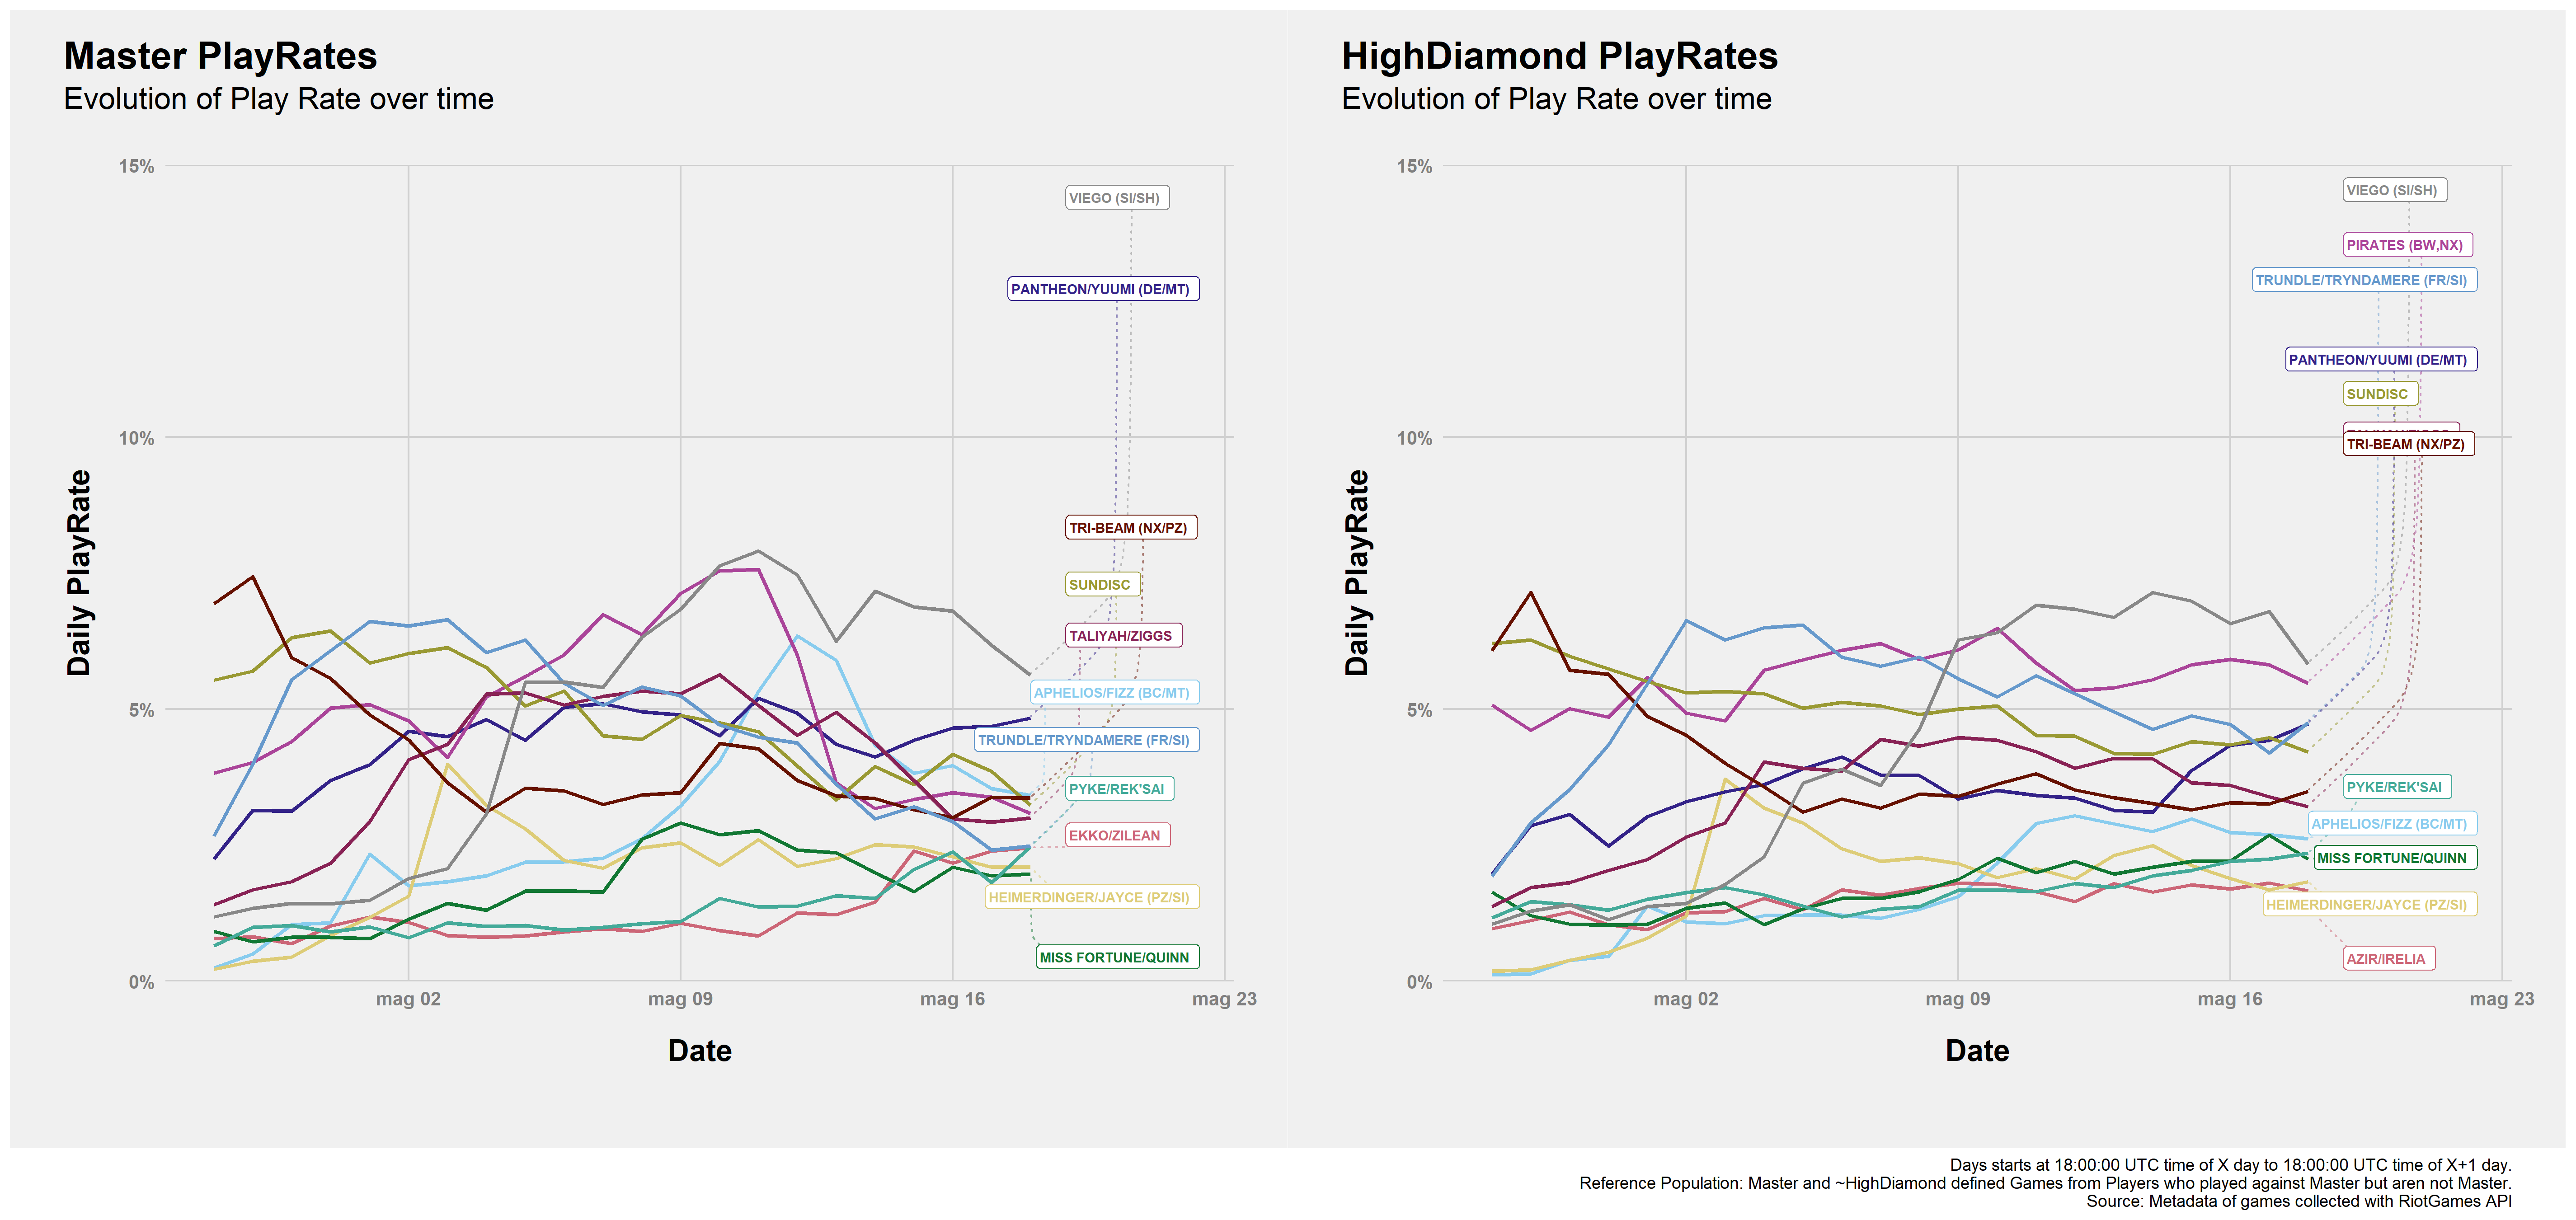 Master PlayRates
Evolution of Play Rate over time
Daily PlayRate
15%
10%
5%
0%
VIEGO (SI/SH)
PANTHEON/YUUMI (DE/MT)
TRI-BEAM (NX/PZ)
SUNDISC
TALIYAH/ZIGGS
APHELIOS/FIZZ (BC/MT)
TRUNDLE/TRYNDAMERE (FR/SI)
PYKE/REK'SAI
EKKO/ZILEAN
HEIMERDINGER/JAYCE (PZ/SI)
MISS FORTUNE/QUINN
mag 02
mag 09
mag 16
mag 23
Date
HighDiamond PlayRates
Evolution of Play Rate over time
Daily PlayRate
15%
10%
5%
0%
VIEGO (SI/SH)
PIRATES (BW,NX)
TRUNDLE/TRYNDAMERE (FR/SI)
PANTHEON/YUUMI (DE/MT)
SUNDISC
TRI-BEAM (NX/PZ)
PYKE/REK'SAI
APHELIOS/FIZZ (BC/MT)
MISS FORTUNE/QUINN
HEIMERDINGER/JAYCE (PZ/SI)
AZIR/IRELIA
mag 02
mag 09
mag 16
mag 23
Date
Days starts at 18:00:00 UTC time of X day to 18:00:00 UTC time of X+1 day.
Reference Population: Master and ~HighDiamond defined Games from Players who played against Master but aren not Master.
Source: Metadata of games collected with RiotGames API